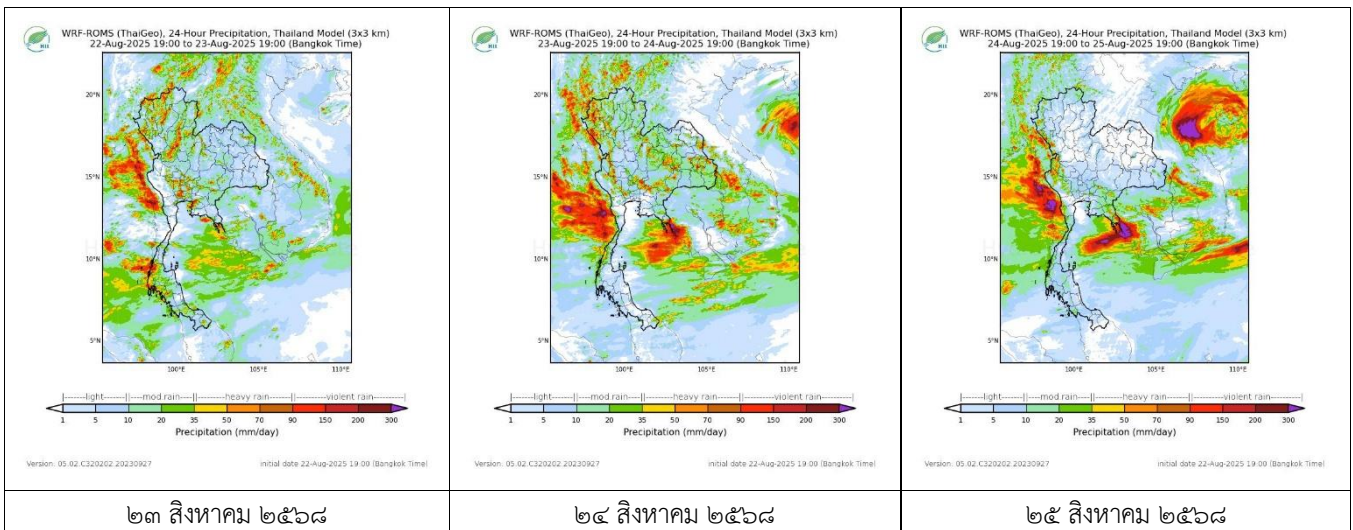 WRF-ROMS (ThaiGeo), 24-Hour Precipitation, Thailand Model (3x3 km)
22-Aug-2025 19:00 to 23-Aug-2025 19:00 (Bangkok Time)
20°N
15°N
10°N
5°N
100°E 105°E 110°E
|-------light-------||----mod rain----||-------heavy rain-------||-------violent rain-------|
1 5 10 20 35 50 70 90 150 200 300
Precipitation (mm/day)
Version: 05.02.C320202.20230927 initial date 22-Aug-2025 19:00 (Bangkok Time)
๒๓ สิงหาคม ๒๕๖๘
WRF-ROMS (ThaiGeo), 24-Hour Precipitation, Thailand Model (3x3 km)
23-Aug-2025 19:00 to 24-Aug-2025 19:00 (Bangkok Time)
20°N
15°N
10°N
5°N
100°E 105°E 110°E
|-------light-------||----mod rain----||-------heavy rain-------||-------violent rain-------|
1 5 10 20 35 50 70 90 150 200 300
Precipitation (mm/day)
Version: 05.02.C320202.20230927 initial date 22-Aug-2025 19:00 (Bangkok Time)
๒๔ สิงหาคม ๒๕๖๘
WRF-ROMS (ThaiGeo), 24-Hour Precipitation, Thailand Model (3x3 km)
24-Aug-2025 19:00 to 25-Aug-2025 19:00 (Bangkok Time)
20°N
15°N
10°N
5°N
100°E 105°E 110°E
|-------light-------||----mod rain----||-------heavy rain-------||-------violent rain-------|
1 5 10 20 35 50 70 90 150 200 300
Precipitation (mm/day)
Version: 05.02.C320202.20230927 initial date 22-Aug-2025 19:00 (Bangkok Time)
๒๕ สิงหาคม ๒๕๖๘